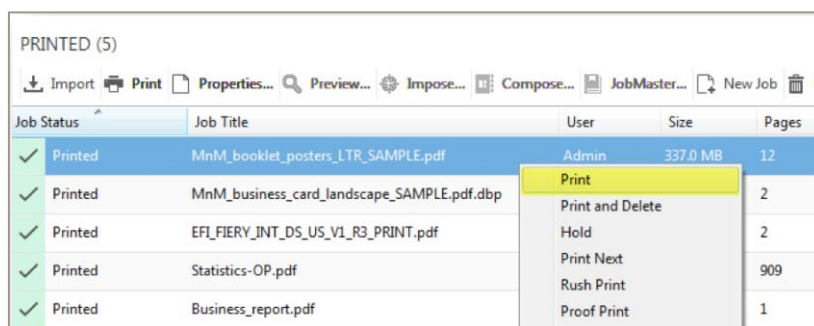 PRINTED (5)
Import Print Properties... Preview... Impose... Compose... JobMaster... New Job
Job Status Job Title User Size Pages
Printed MnM_booklet_posters_LTR_SAMPLE.pdf Admin 337.0 MB 12
Print
Printed MnM_business_card_landscape_SAMPLE.pdf.dbp 2
Print and Delete
Printed EFI_FIERY_INT_DS_US_V1_R3_PRINT.pdf Hold 2
Print Next
Printed Statistics-OP.pdf 909
Rush Print
Printed Business_report.pdf Proof Print 1